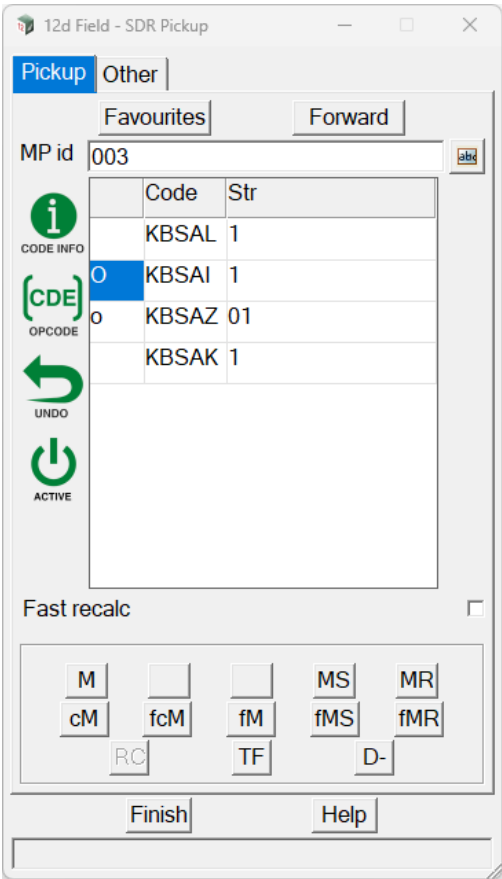 12d Field - SDR Pickup
Pickup Other
Favourites Forward
MP id 003 abc
Code Str
KBSAL 1
O KBSAI 1
o KBSAZ 01
KBSAK 1
i
CODE INFO
CDE
OPCODE
UNDO
ACTIVE
Fast recalc
M MS MR
cM fcM fM fMS fMR
RC TF D-
Finish Help